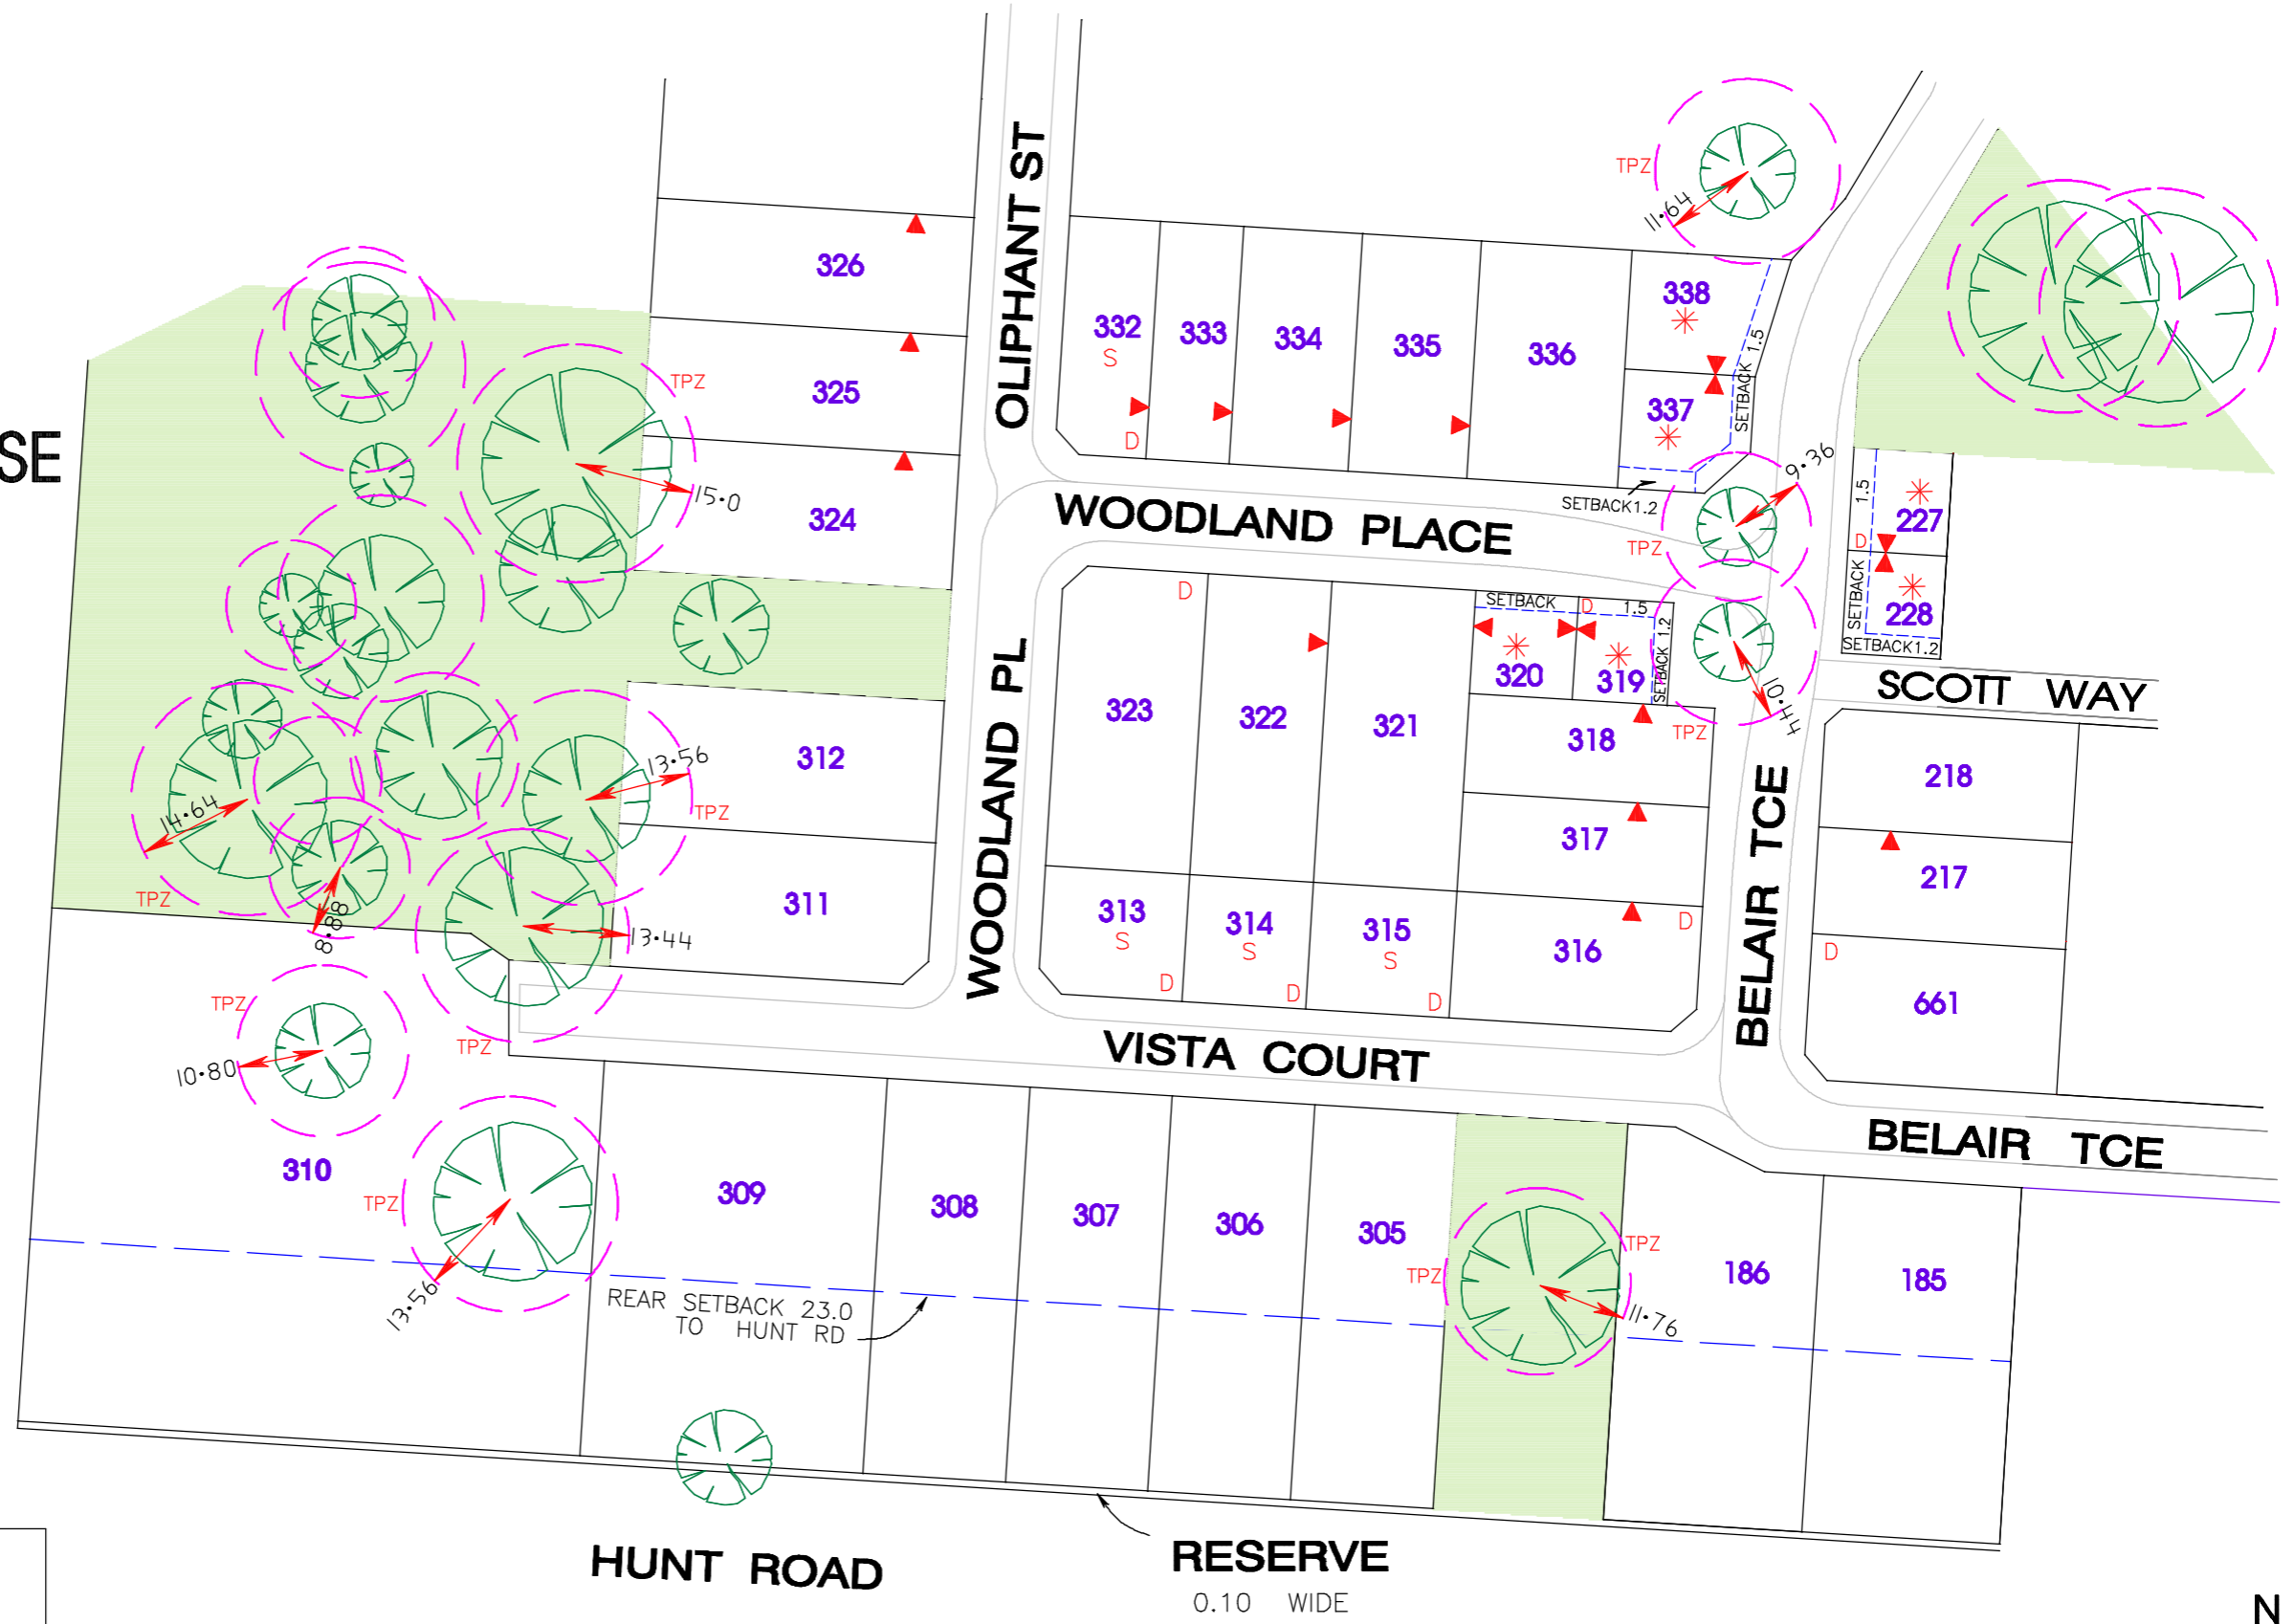 SE
326
325
324
312
311
OLIPHANT ST
332
S
D
333
334
335
336
338
337
SETBACK 1.5
SETBACK1.2
TPZ
11·64
TPZ
15·0
WOODLAND PLACE
TPZ
9·36
1.5
SETBACK
D
227
228
SETBACK1.2
SCOTT WAY
WOODLAND PL
D
323
322
321
SETBACK
D
1.5
SETBACK 1.2
320
319
318
TPZ
10·44
317
316
D
313
S
D
314
S
D
315
S
D
BELAIR TCE
218
217
D
661
13·56
TPZ
14·64
TPZ
8·88
13·44
TPZ
TPZ
10·80
VISTA COURT
BELAIR TCE
310
TPZ
13·56
309
308
307
306
305
TPZ
TPZ
11·76
186
185
REAR SETBACK 23.0
TO HUNT RD
HUNT ROAD
RESERVE
0.10 WIDE
N